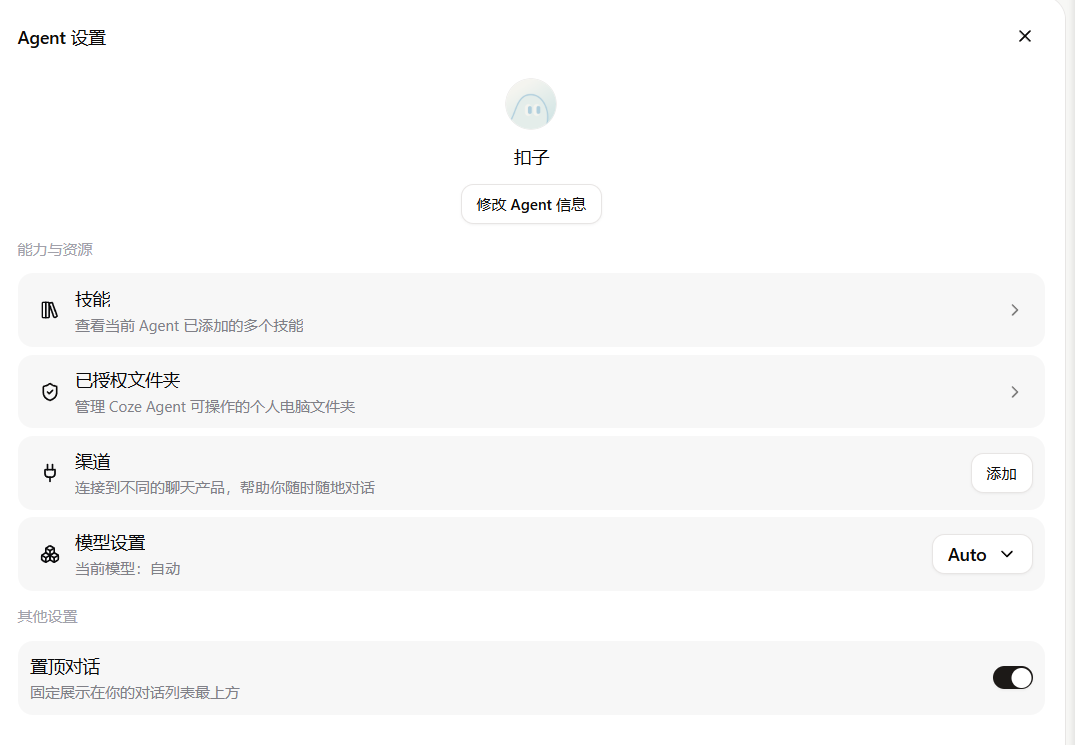 Agent 设置
扣子
修改 Agent 信息
能力与资源
技能
查看当前 Agent 已添加的多个技能
已授权文件夹
管理 Coze Agent 可操作的个人电脑文件夹
渠道
连接到不同的聊天产品，帮助你随时随地对话
添加
模型设置
当前模型：自动
Auto
其他设置
置顶对话
固定展示在你的对话列表最上方